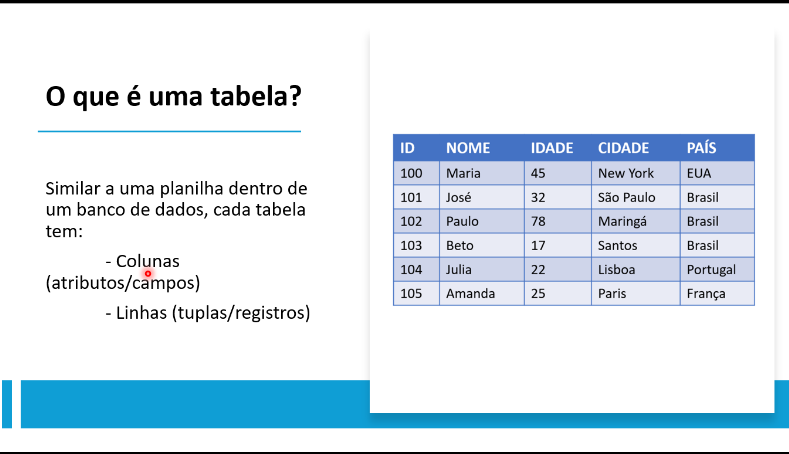 O que é uma tabela?
Similar a uma planilha dentro de
um banco de dados, cada tabela
tem:
- Colunas
(atributos/campos)
- Linhas (tuplas/registros)
ID NOME IDADE CIDADE PAÍS
100 Maria 45 New York EUA
101 José 32 São Paulo Brasil
102 Paulo 78 Maringá Brasil
103 Beto 17 Santos Brasil
104 Julia 22 Lisboa Portugal
105 Amanda 25 Paris França